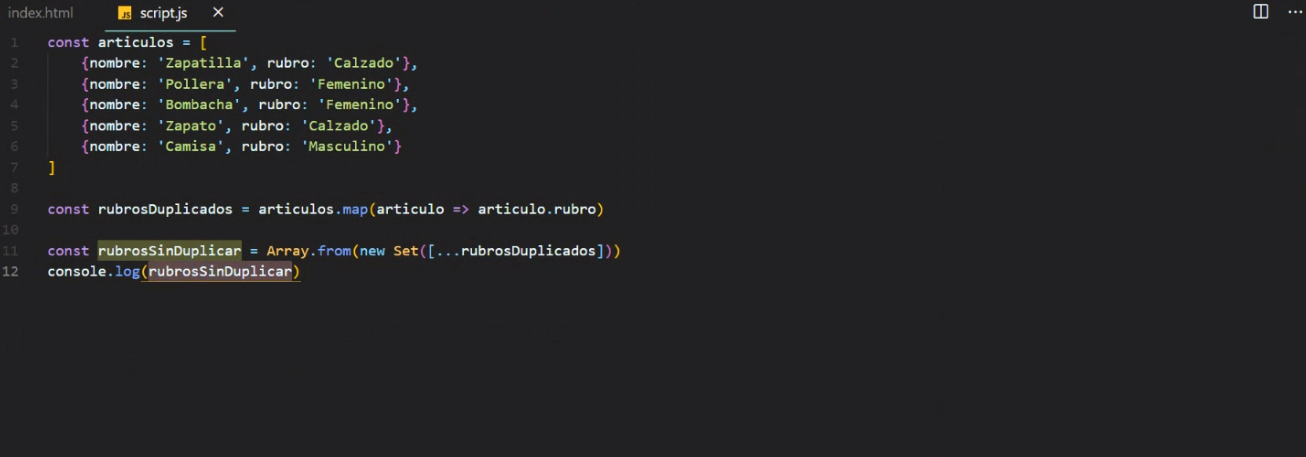 index.html
JS script.js ×
1 const articulos = [
2 {nombre: 'Zapatilla', rubro: 'Calzado'},
3 {nombre: 'Pollera', rubro: 'Femenino'},
4 {nombre: 'Bombacha', rubro: 'Femenino'},
5 {nombre: 'Zapato', rubro: 'Calzado'},
6 {nombre: 'Camisa', rubro: 'Masculino'}
7 ]
8
9 const rubrosDuplicados = articulos.map(articulo => articulo.rubro)
10
11 const rubrosSinDuplicar = Array.from(new Set([...rubrosDuplicados]))
12 console.log(rubrosSinDuplicar)